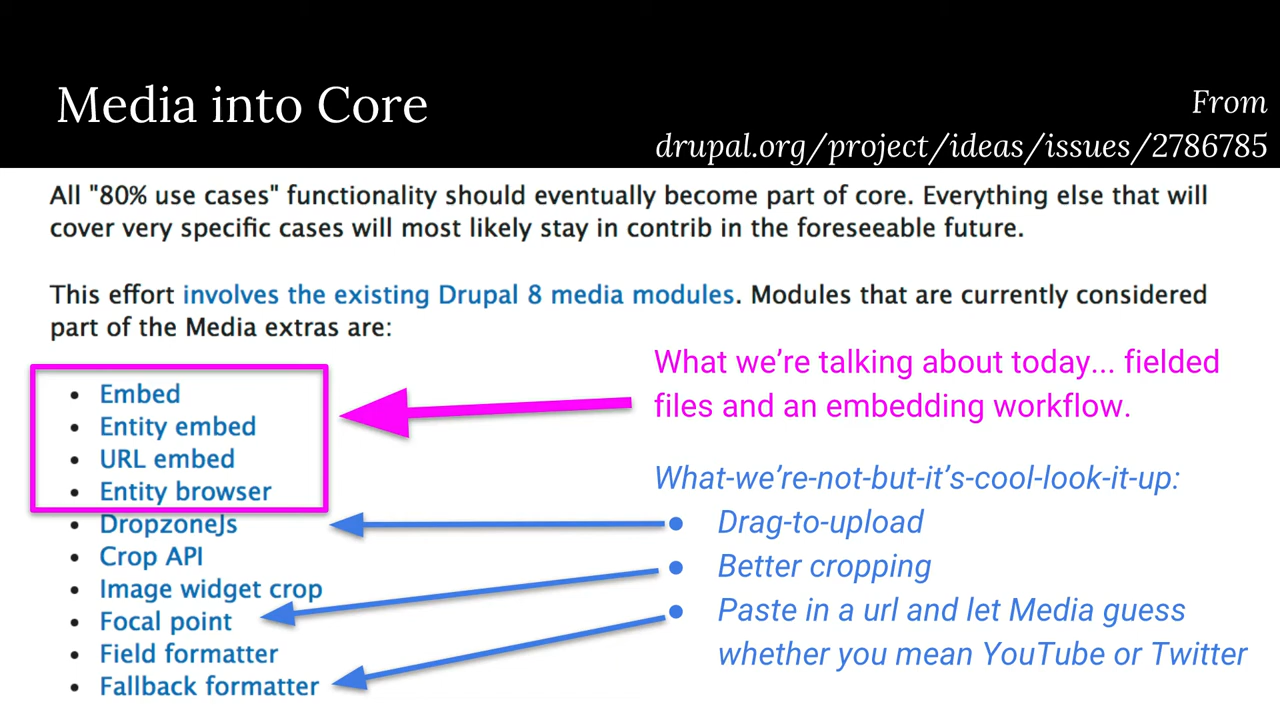 Media into Core
From
drupal.org/project/ideas/issues/2786785
All "80% use cases" functionality should eventually become part of core. Everything else that will
cover very specific cases will most likely stay in contrib in the foreseeable future.
This effort involves the existing Drupal 8 media modules. Modules that are currently considered
part of the Media extras are:
• Embed
• Entity embed
• URL embed
• Entity browser
• DropzoneJs
• Crop API
• Image widget crop
• Focal point
• Field formatter
• Fallback formatter
What we’re talking about today... fielded
files and an embedding workflow.
What-we’re-not-but-it’s-cool-look-it-up:
● Drag-to-upload
● Better cropping
● Paste in a url and let Media guess
whether you mean YouTube or Twitter